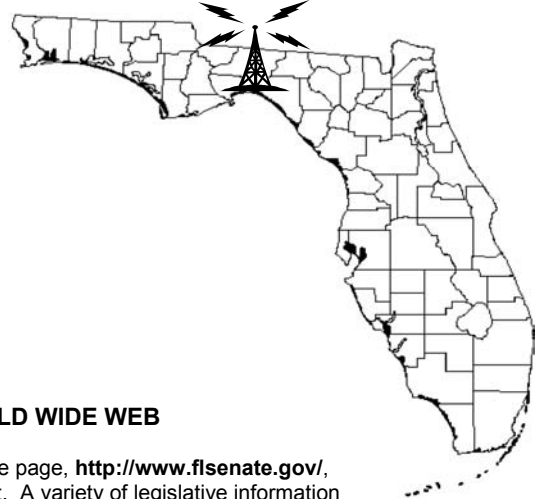 LD WIDE WEB
e page, http://www.flsenate.gov/,
. A variety of legislative information